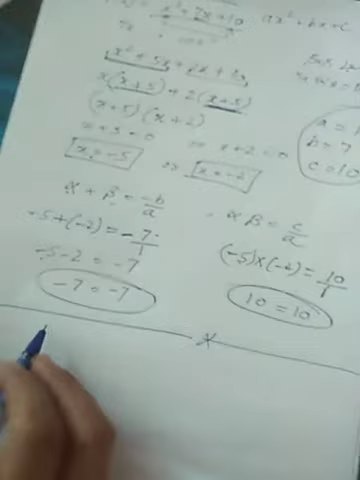 x² + 7x + 10    ax² + bx + c
x² + 5x + 2x +
x(x+5) + 2(x+5)
(x+5) (x+2)
x + 5 = 0    or    x + 2 = 0
x = -5    or    x = -2
a = 1
b = 7
c = 10
α + β = -b/a    αβ = c/a
-5 + (-2) = -7/1    (-5) x (-2) = 10/1
-5 - 2 = -7
-7 = -7    10 = 10